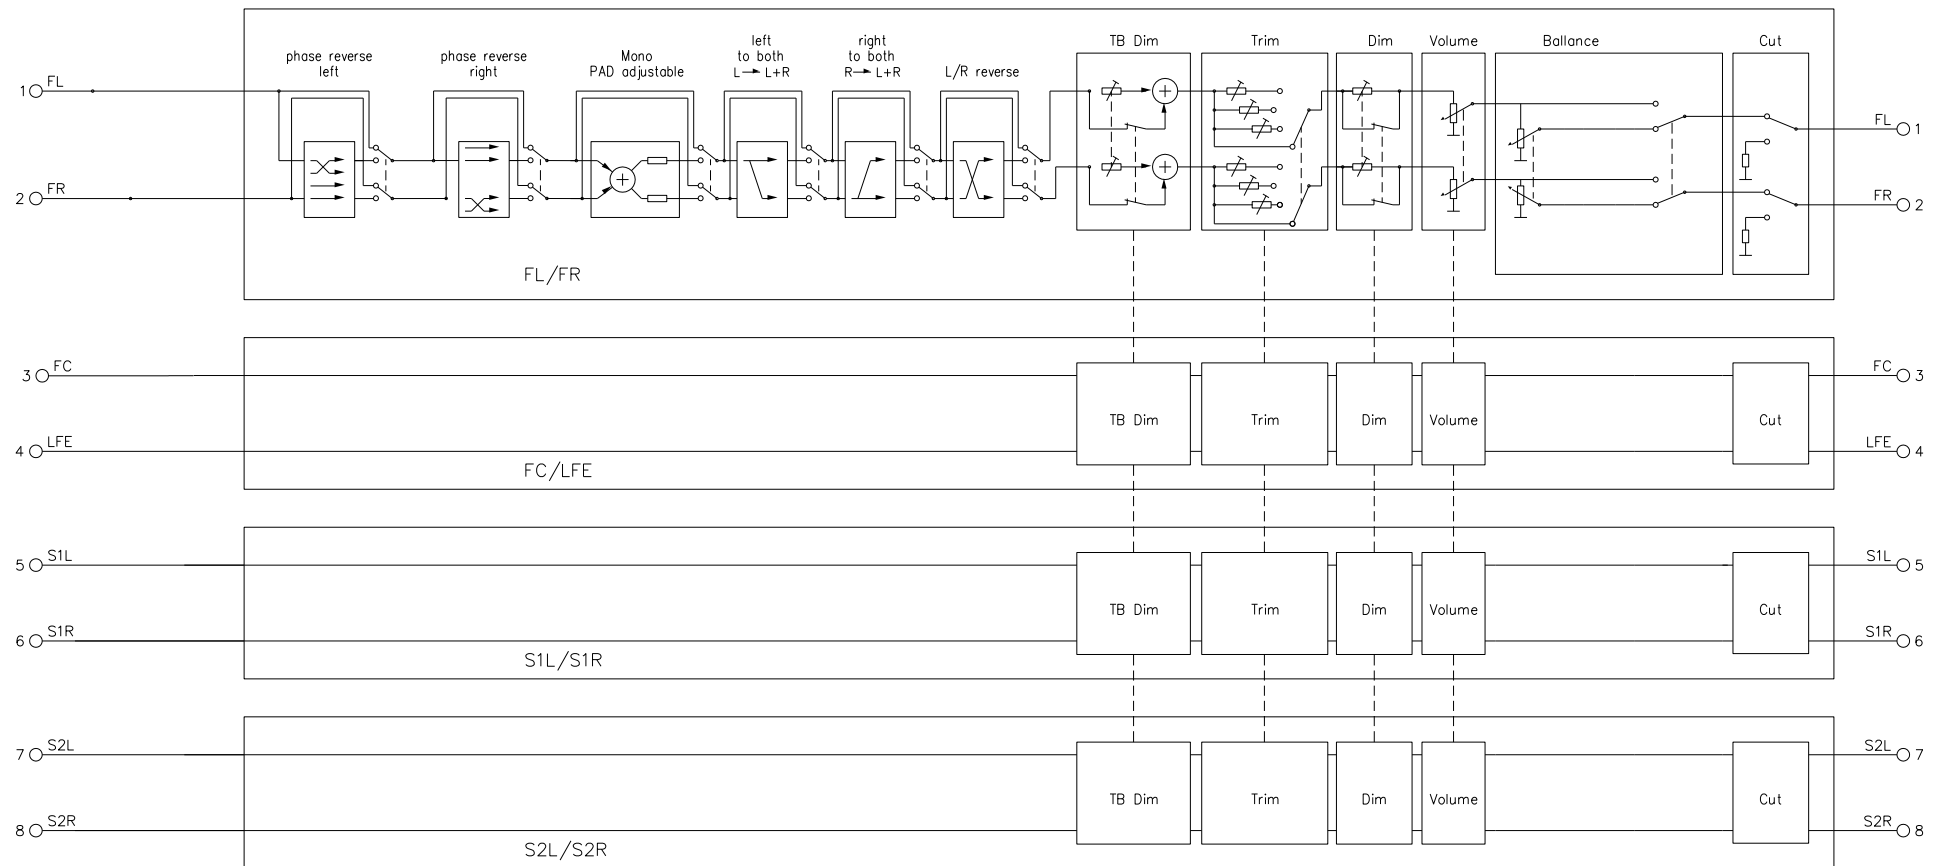 phase reverse
left
phase reverse
right
Mono
PAD adjustable
left
to both
L → L+R
right
to both
R → L+R
L/R reverse
TB Dim
Trim
Dim
Volume
Ballance
Cut
1 FL
2 FR
FL 1
FR 2
FL/FR
3 FC
4 LFE
TB Dim
Trim
Dim
Volume
Cut
FC 3
LFE 4
FC/LFE
5 S1L
6 S1R
TB Dim
Trim
Dim
Volume
Cut
S1L 5
S1R 6
S1L/S1R
7 S2L
8 S2R
TB Dim
Trim
Dim
Volume
Cut
S2L 7
S2R 8
S2L/S2R